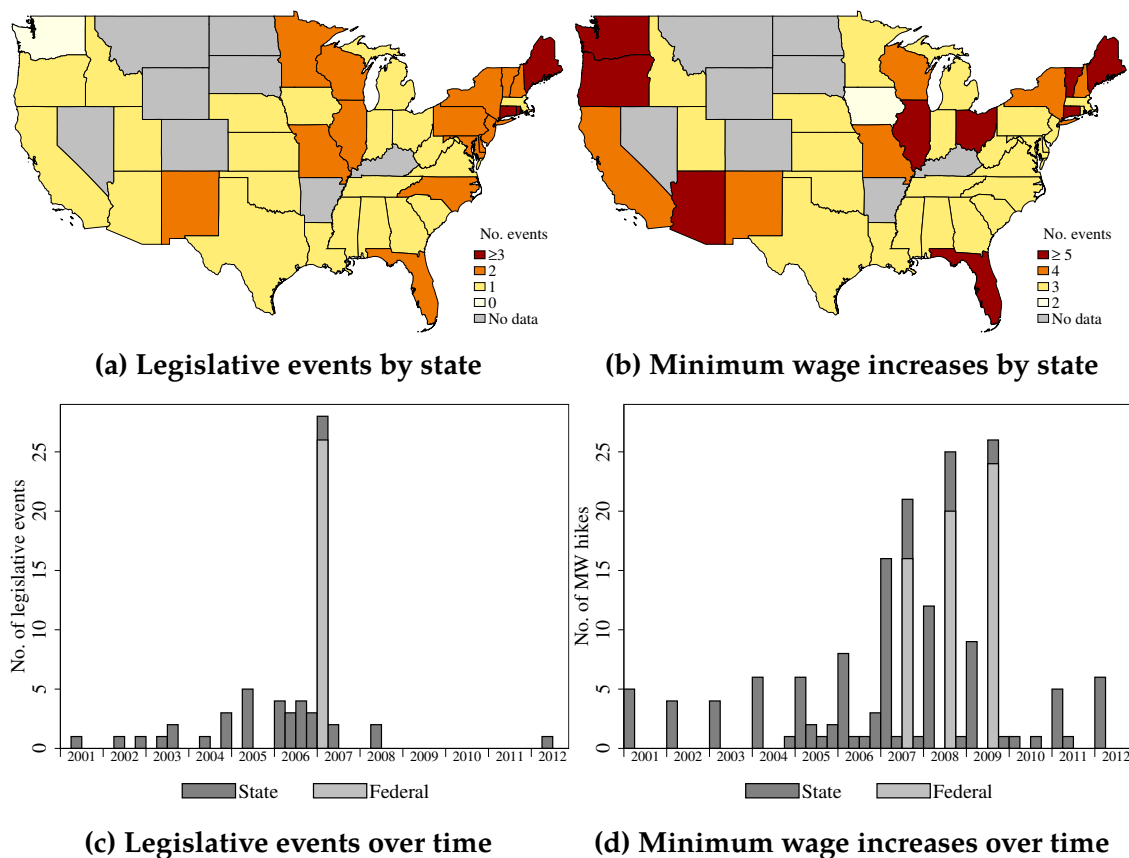 No. events
≥3
2
1
0
No data
(a) Legislative events by state
No. events
≥ 5
4
3
2
No data
(b) Minimum wage increases by state
No. of legislative events
0
5
10
15
20
25
2001 2002 2003 2004 2005 2006 2007 2008 2009 2010 2011 2012
State Federal
(c) Legislative events over time
No. of MW hikes
0
5
10
15
20
25
2001 2002 2003 2004 2005 2006 2007 2008 2009 2010 2011 2012
State Federal
(d) Minimum wage increases over time